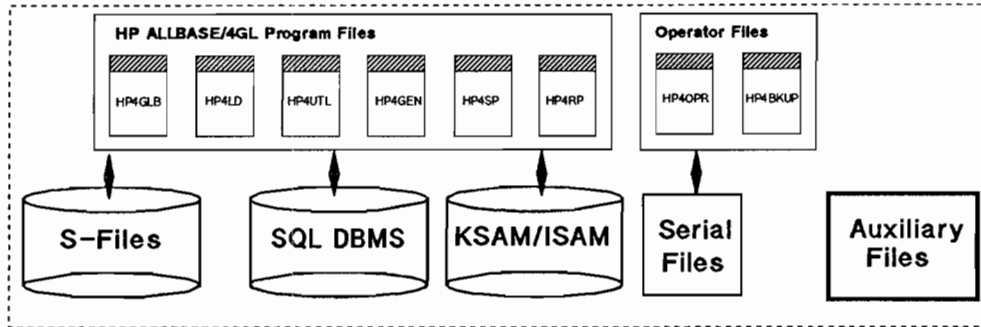 HP ALLBASE/4GL Program Files
Operator Files
HP4GLB
HP4LD
HP4UTL
HP4GEN
HP4SP
HP4RP
HP4OPR
HP4BKUP
S-Files
SQL DBMS
KSAM/ISAM
Serial
Files
Auxiliary
Files